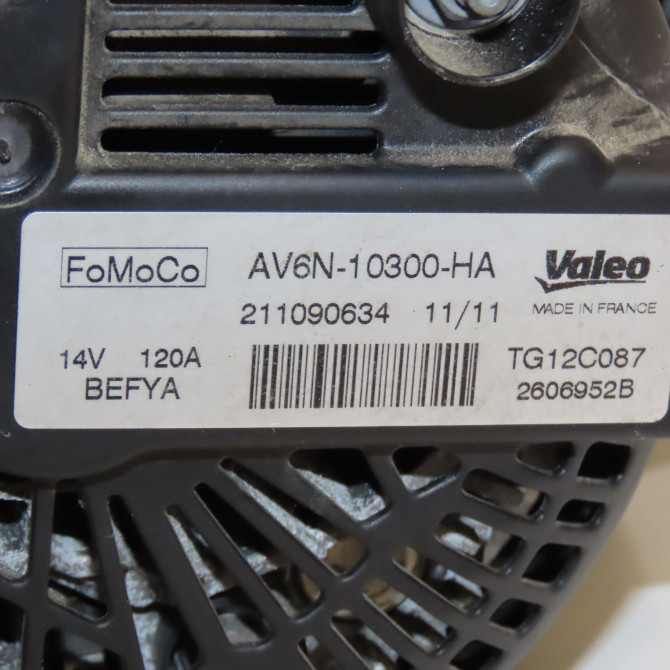 FoMoCo AV6N-10300-HA Valeo
211090634 11/11 MADE IN FRANCE
14V 120A TG12C087
BEFYA 2606952B